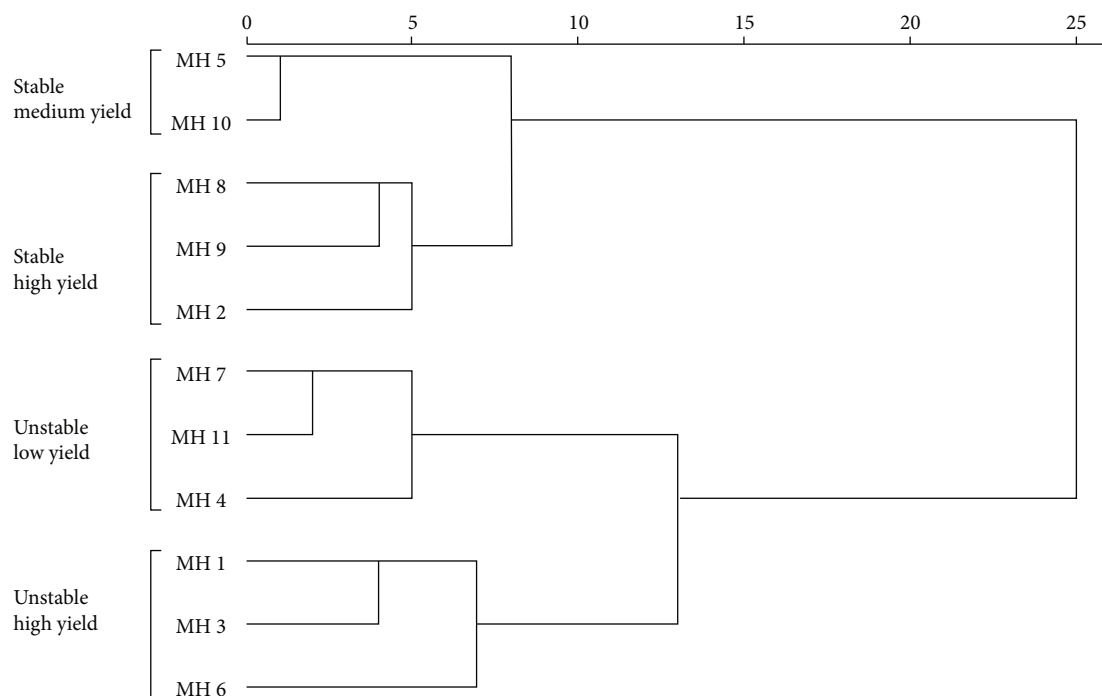 0 5 10 15 20 25
Stable
medium yield
MH 5
MH 10
Stable
high yield
MH 8
MH 9
MH 2
Unstable
low yield
MH 7
MH 11
MH 4
Unstable
high yield
MH 1
MH 3
MH 6